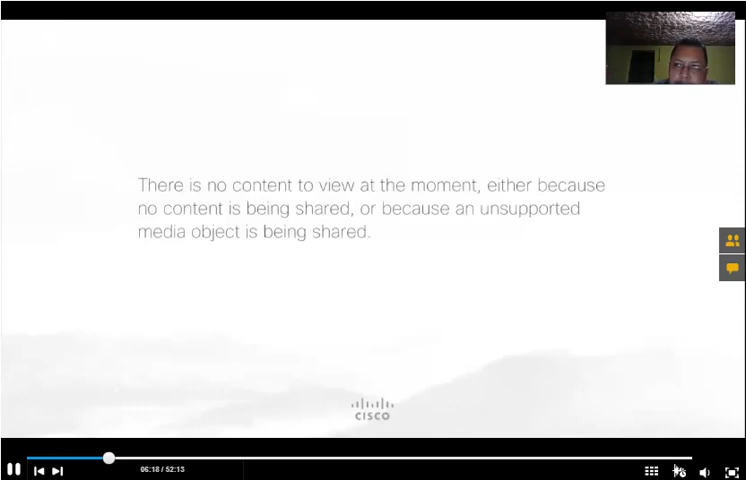 There is no content to view at the moment, either because
no content is being shared, or because an unsupported
media object is being shared.
CISCO
06:18 / 52:13